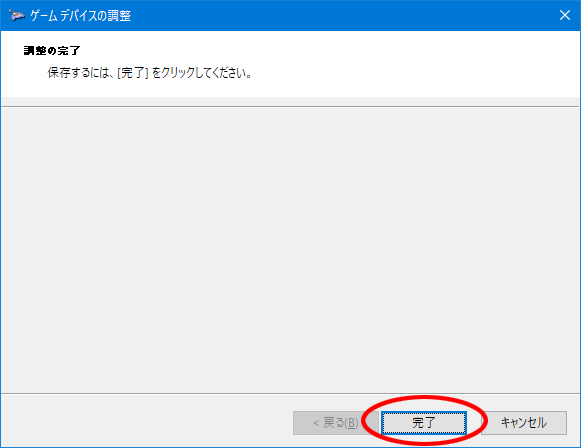 ゲーム デバイスの調整
調整の完了
保存するには、[完了] をクリックしてください。
< 戻る(B)
完了
キャンセル